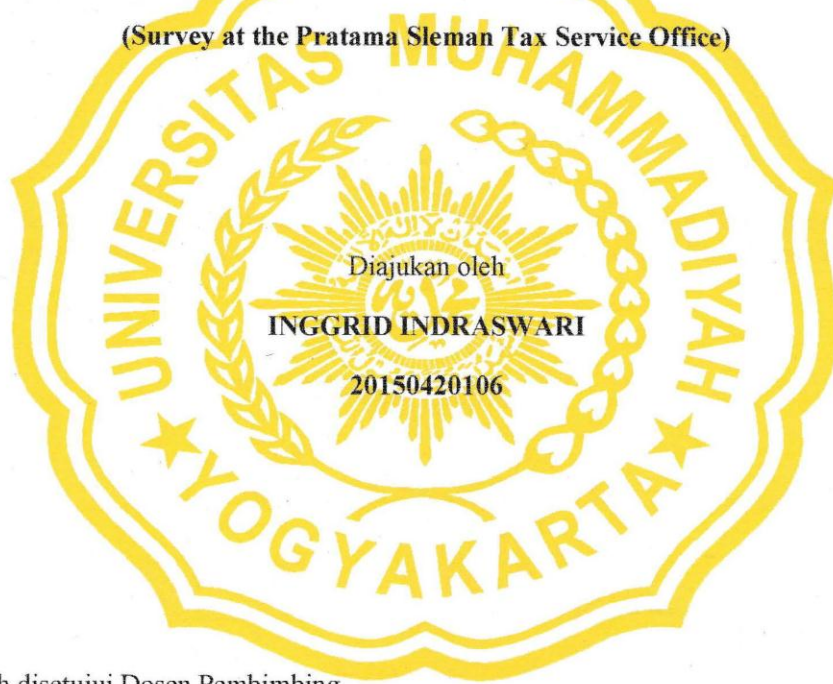 (Survey at the Pratama Sleman Tax Service Office)
UNIVERSITAS MUHAMMADIYAH
Diajukan oleh
INGGRID INDRASWARI
20150420106
★ YOGYAKARTA ★
disetujui Dosen Pembimbing